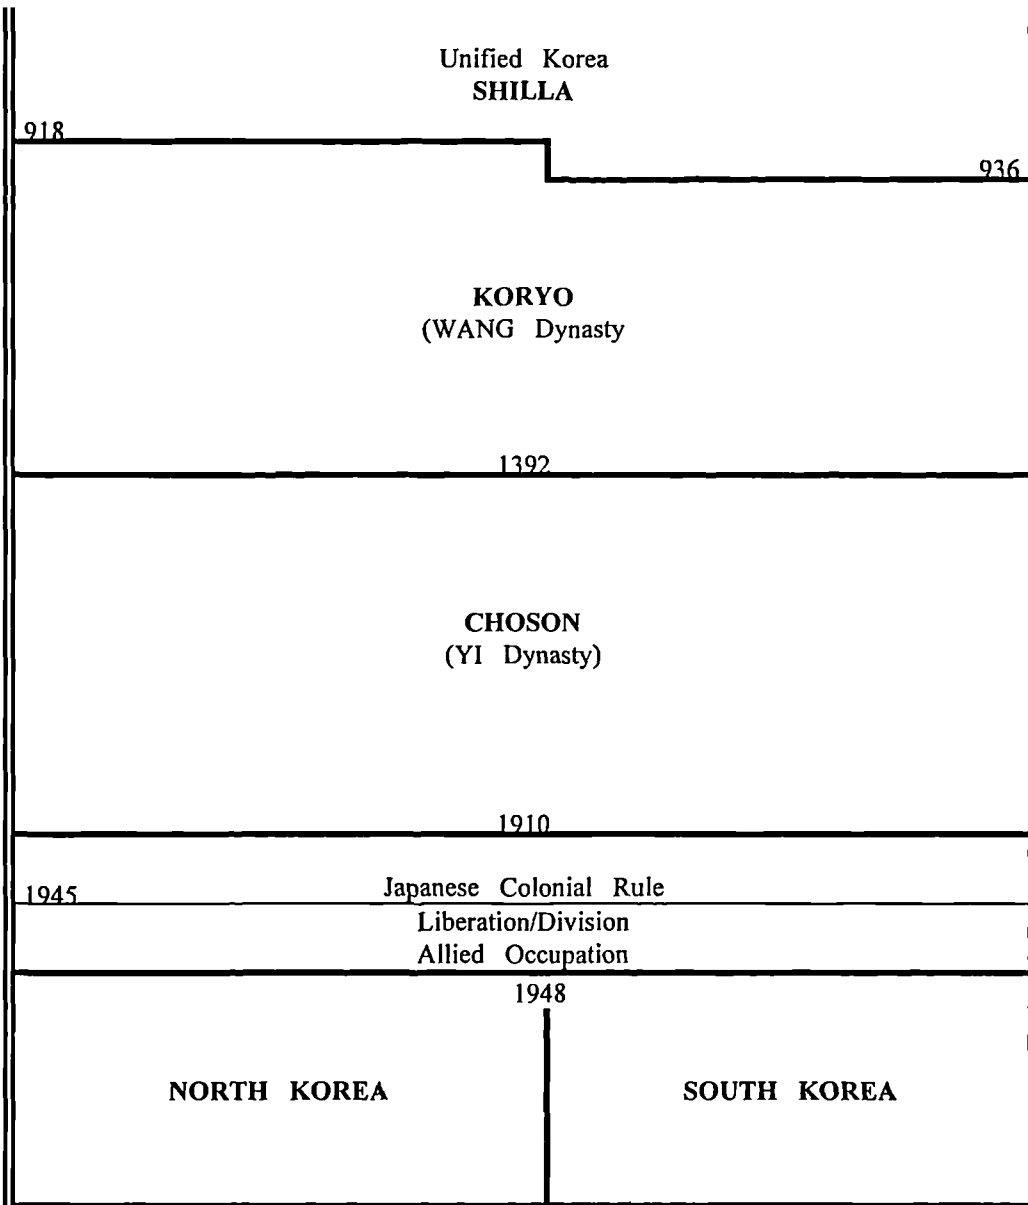 Unified Korea
SHILLA
918
936
KORYO
(WANG Dynasty
1392
CHOSON
(YI Dynasty)
1910
Japanese Colonial Rule
1945
Liberation/Division
Allied Occupation
1948
NORTH KOREA
SOUTH KOREA